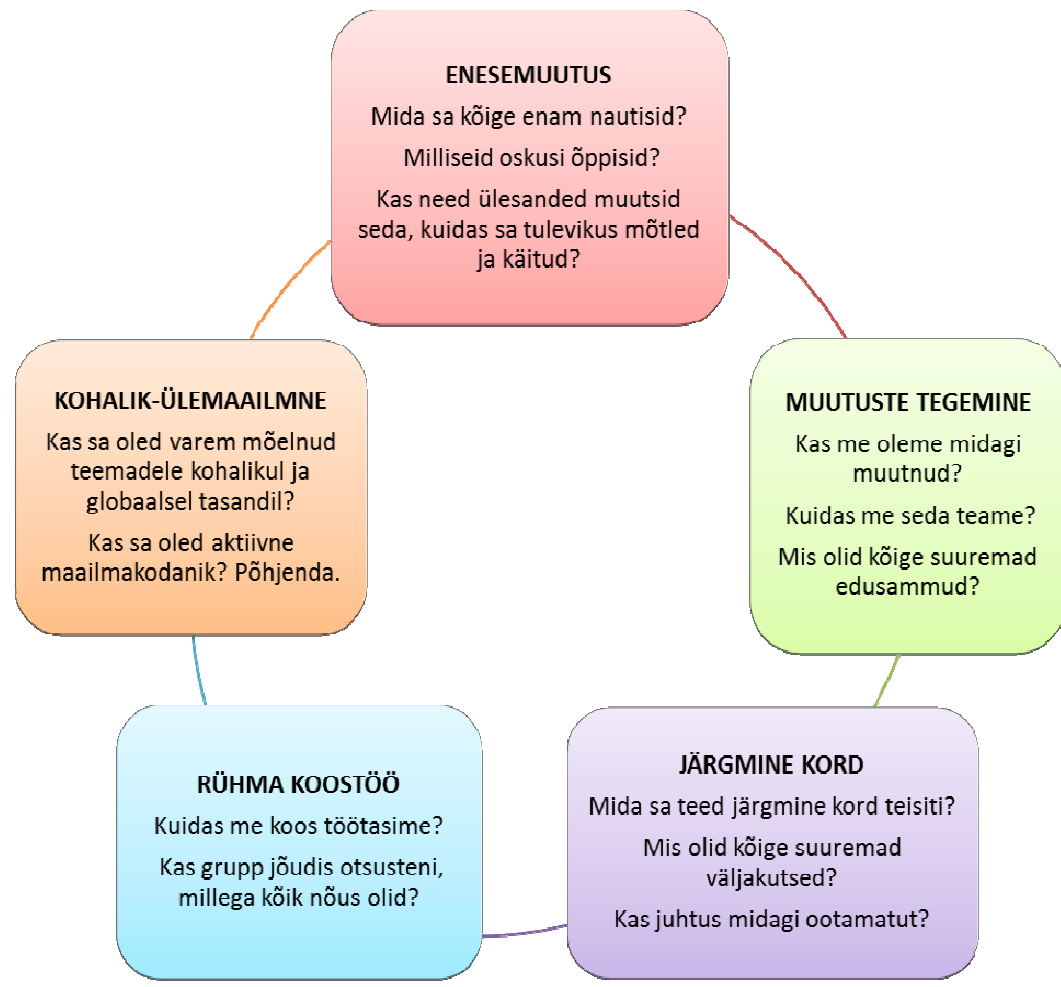 ENESEMUUTUS
Mida sa kõige enam nautisid?
Milliseid oskusi õppisid?
Kas need ülesanded muutsid
seda, kuidas sa tulevikus mõtled
ja käitud?
MUUTUSTE TEGEMINE
Kas me oleme midagi
muutnud?
Kuidas me seda teame?
Mis olid kõige suuremad
edusammud?
JÄRGMINE KORD
Mida sa teed järgmine kord teisiti?
Mis olid kõige suuremad
väljakutsed?
Kas juhtus midagi ootamatut?
RÜHMA KOOSTÖÖ
Kuidas me koos töötasime?
Kas grupp jõudis otsusteni,
millega kõik nõus olid?
KOHALIK-ÜLEMAAILMNE
Kas sa oled varem mõelnud
teemadele kohalikul ja
globaalsel tasandil?
Kas sa oled aktiivne
maailmakodanik? Põhjenda.